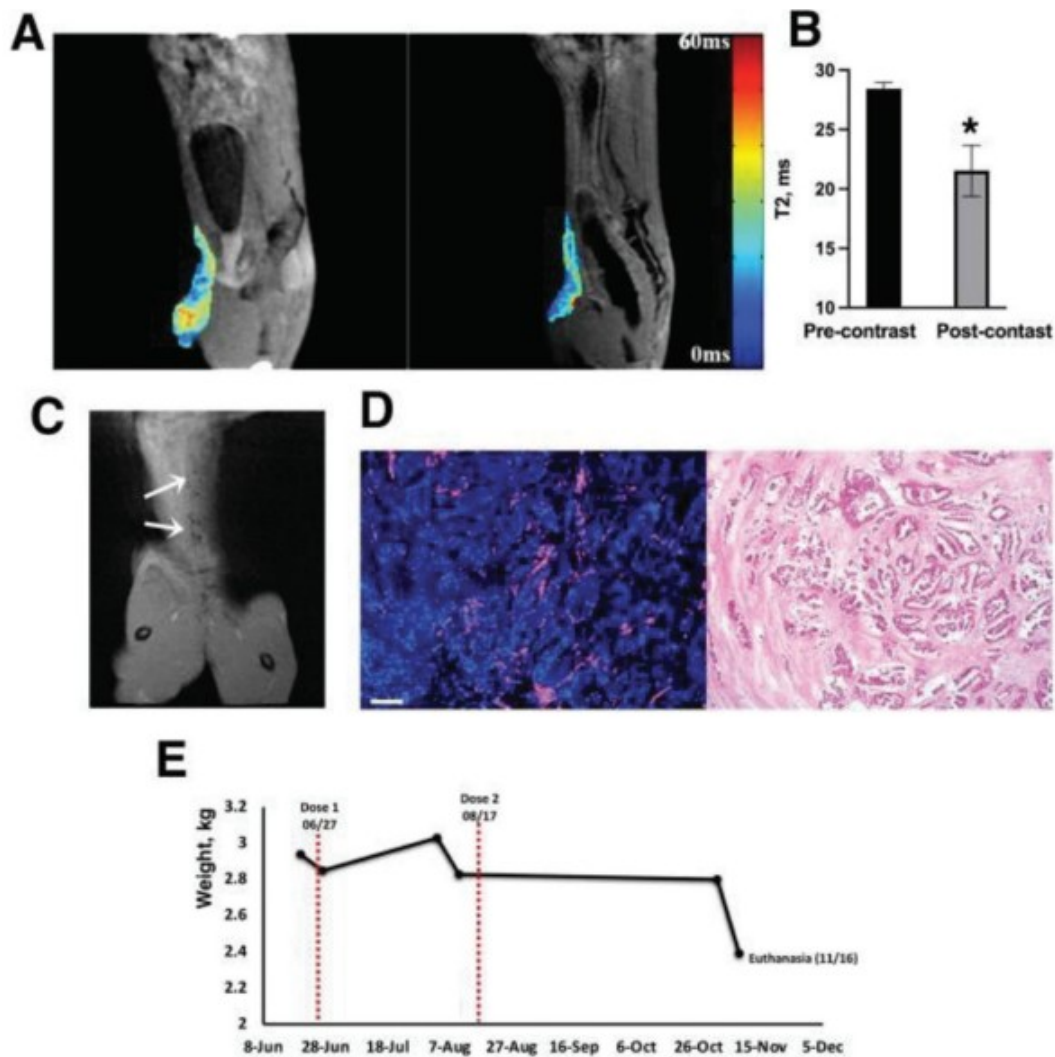 A
60ms
0ms
B
30
25
20
15
10
T2, ms
*
Pre-contrast
Post-contast
C
D
E
Weight, kg
3.2
3
2.8
2.6
2.4
2.2
2
Dose 1
06/27
Dose 2
08/17
Euthanasia (11/16)
8-Jun 28-Jun 18-Jul 7-Aug 27-Aug 16-Sep 6-Oct 26-Oct 15-Nov 5-Dec